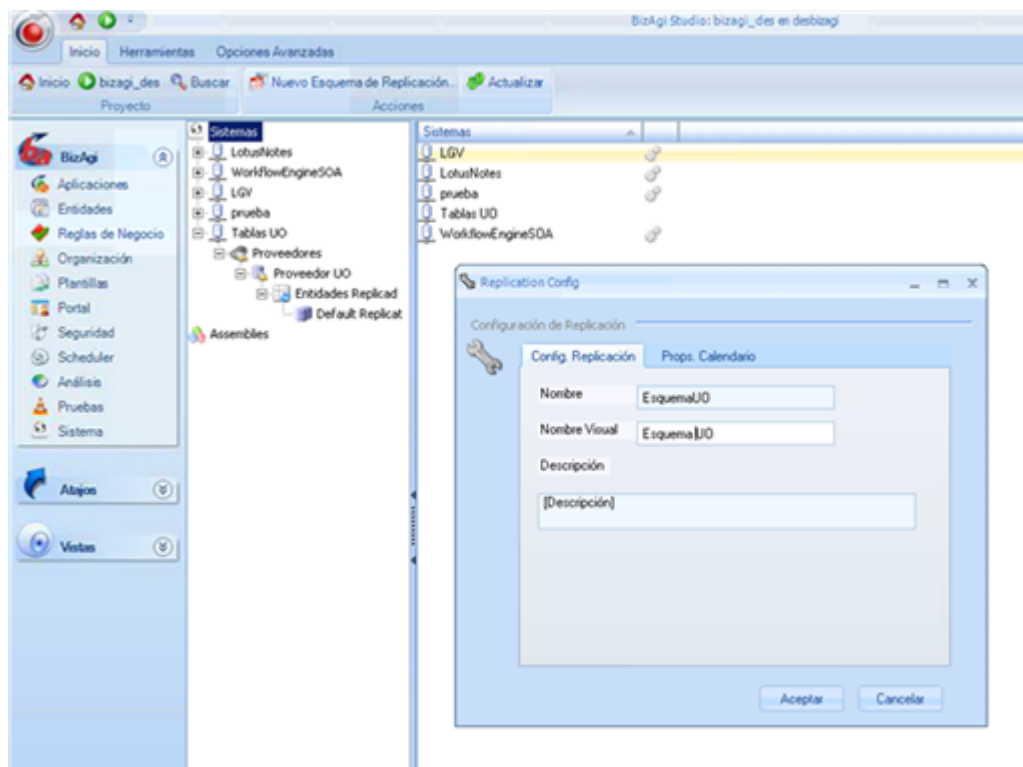 BizAgi Studio: bizagi_des en desbizagi
Inicio Herramientas Opciones Avanzadas
Inicio bizagi_des Buscar Nuevo Esquema de Replicación... Actualizar
Proyecto Acciones
BizAgi
Aplicaciones
Entidades
Reglas de Negocio
Organización
Plantillas
Portal
Seguridad
Scheduler
Análisis
Pruebas
Sistema
Atajos
Vistas
Sistemas
LotusNotes
WorkflowEngineSOA
LGV
prueba
Tablas UO
Proveedores
Proveedor UO
Entidades Replicad
Default Replicat
Assemblies
Sistemas
LGV
LotusNotes
prueba
Tablas UO
WorkflowEngineSOA
Replication Config
Configuración de Replicación
Config. Replicación Props. Calendario
Nombre EsquemaUO
Nombre Visual Esquema UO
Descripción
[Descripción]
Aceptar Cancelar